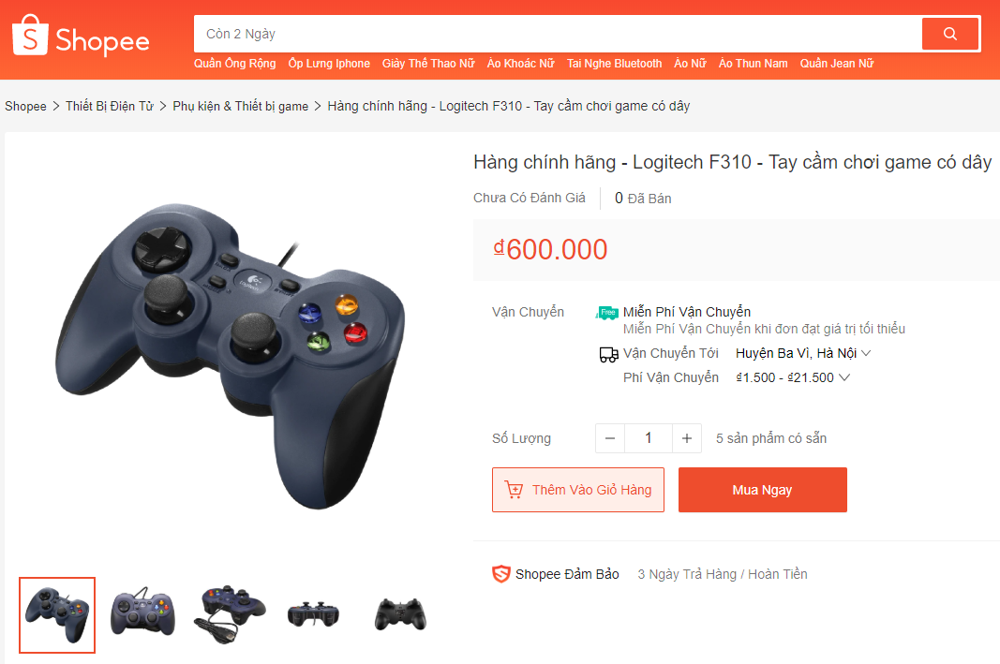 Shopee
Còn 2 Ngày
Quần Ống Rộng Ốp Lưng Iphone Giày Thể Thao Nữ Áo Khoác Nữ Tai Nghe Bluetooth Áo Nữ Áo Thun Nam Quần Jean Nữ
Shopee > Thiết Bị Điện Tử > Phụ kiện & Thiết bị game > Hàng chính hãng - Logitech F310 - Tay cầm chơi game có dây
Hàng chính hãng - Logitech F310 - Tay cầm chơi game có dây
Chưa Có Đánh Giá 0 Đã Bán
₫600.000
Vận Chuyển Free Miễn Phí Vận Chuyển
Miễn Phí Vận Chuyển khi đơn đạt giá trị tối thiểu
Vận Chuyển Tới Huyện Ba Vì, Hà Nội
Phí Vận Chuyển ₫1.500 - ₫21.500
Số Lượng − 1 + 5 sản phẩm có sẵn
Thêm Vào Giỏ Hàng Mua Ngay
Shopee Đảm Bảo 3 Ngày Trả Hàng / Hoàn Tiền
Logitech